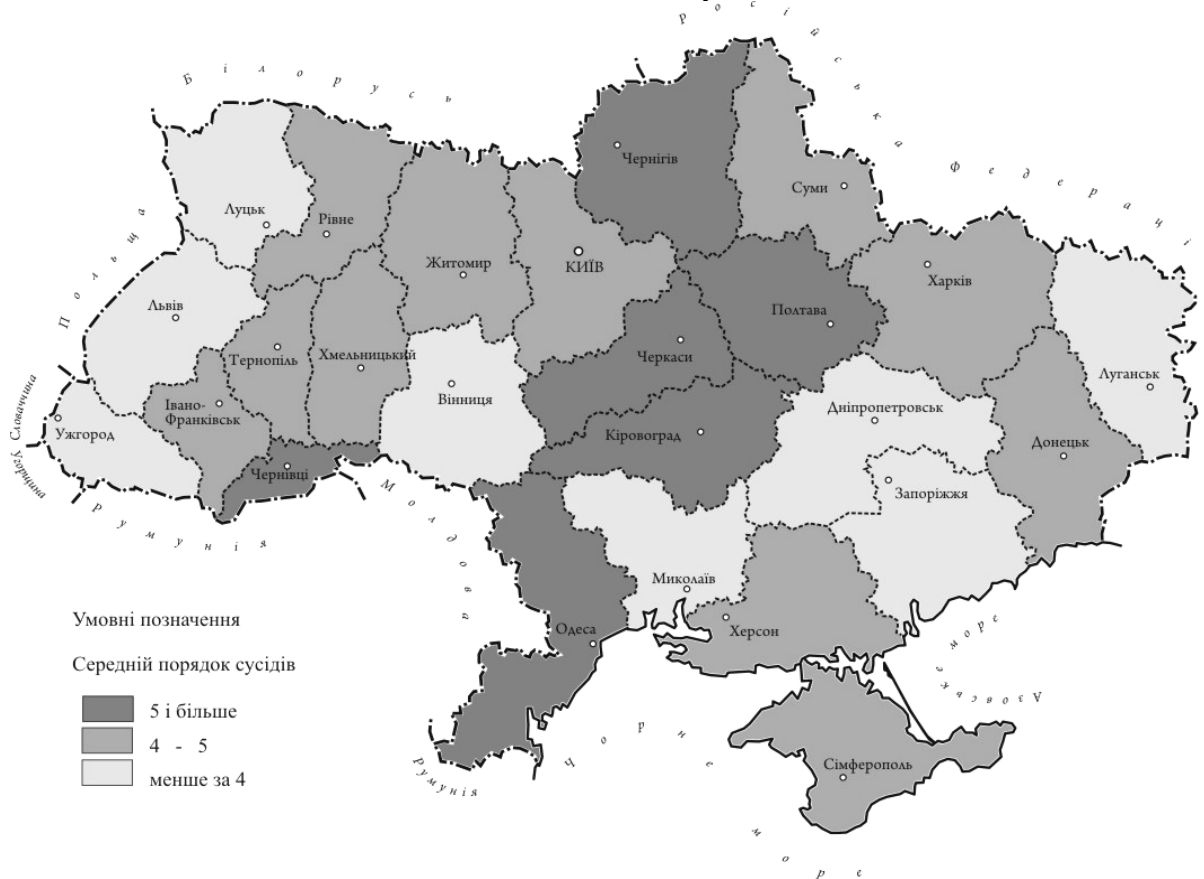 Російська Федерації
Білорусь
Польща
Словаччина
Угорщина
Румунія
Молдова
Чернігів
Суми
Луцьк
Рівне
Житомир
КИЇВ
Харків
Львів
Полтава
Тернопіль
Хмельницький
Черкаси
Луганськ
Вінниця
Івано-
Франківськ
Дніпропетровськ
Ужгород
Кіровоград
Донецьк
Чернівці
Запоріжжя
Миколаїв
Одеса
Херсон
Азовське море
Чорне море
Румунія
Сімферополь
Умовні позначення
Середній порядок сусідів
5 і більше
4 - 5
менше за 4